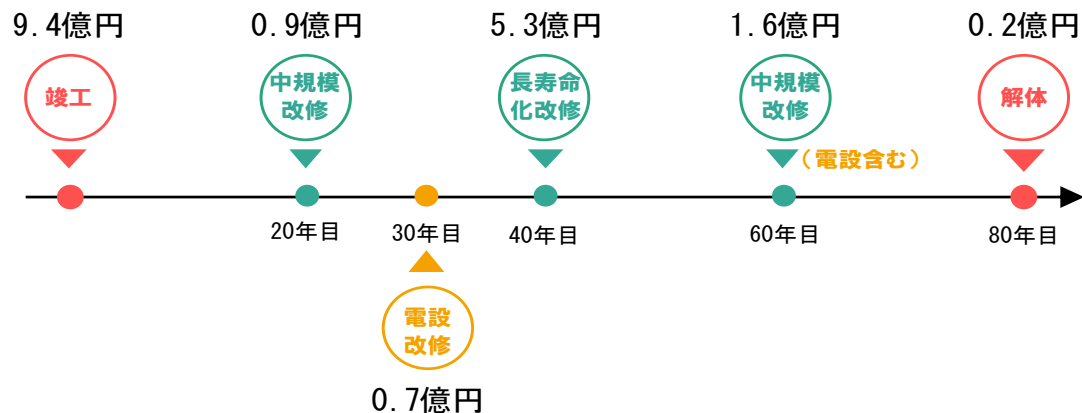 9.4億円
0.9億円
5.3億円
1.6億円
0.2億円
竣工
中規模
改修
長寿命
化改修
中規模
改修
解体
(電設含む)
20年目
30年目
40年目
60年目
80年目
電設
改修
0.7億円